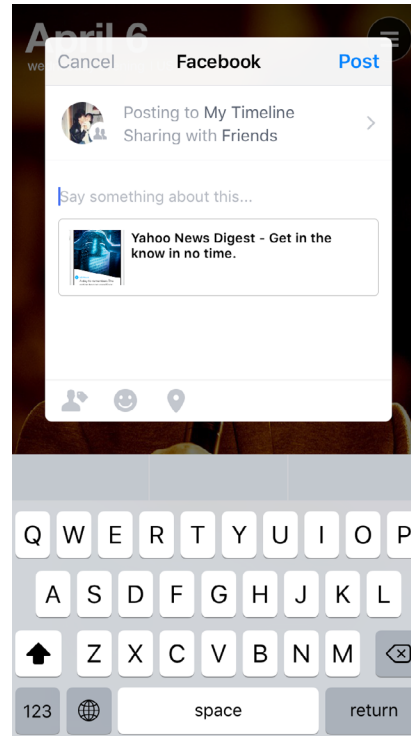 April 6
we
Cancel
Facebook
Post
Posting to My Timeline
Sharing with Friends
Say something about this...
Yahoo News Digest - Get in the
know in no time.
Q W E R T Y U I O P
A S D F G H J K L
Z X C V B N M
123
space
return